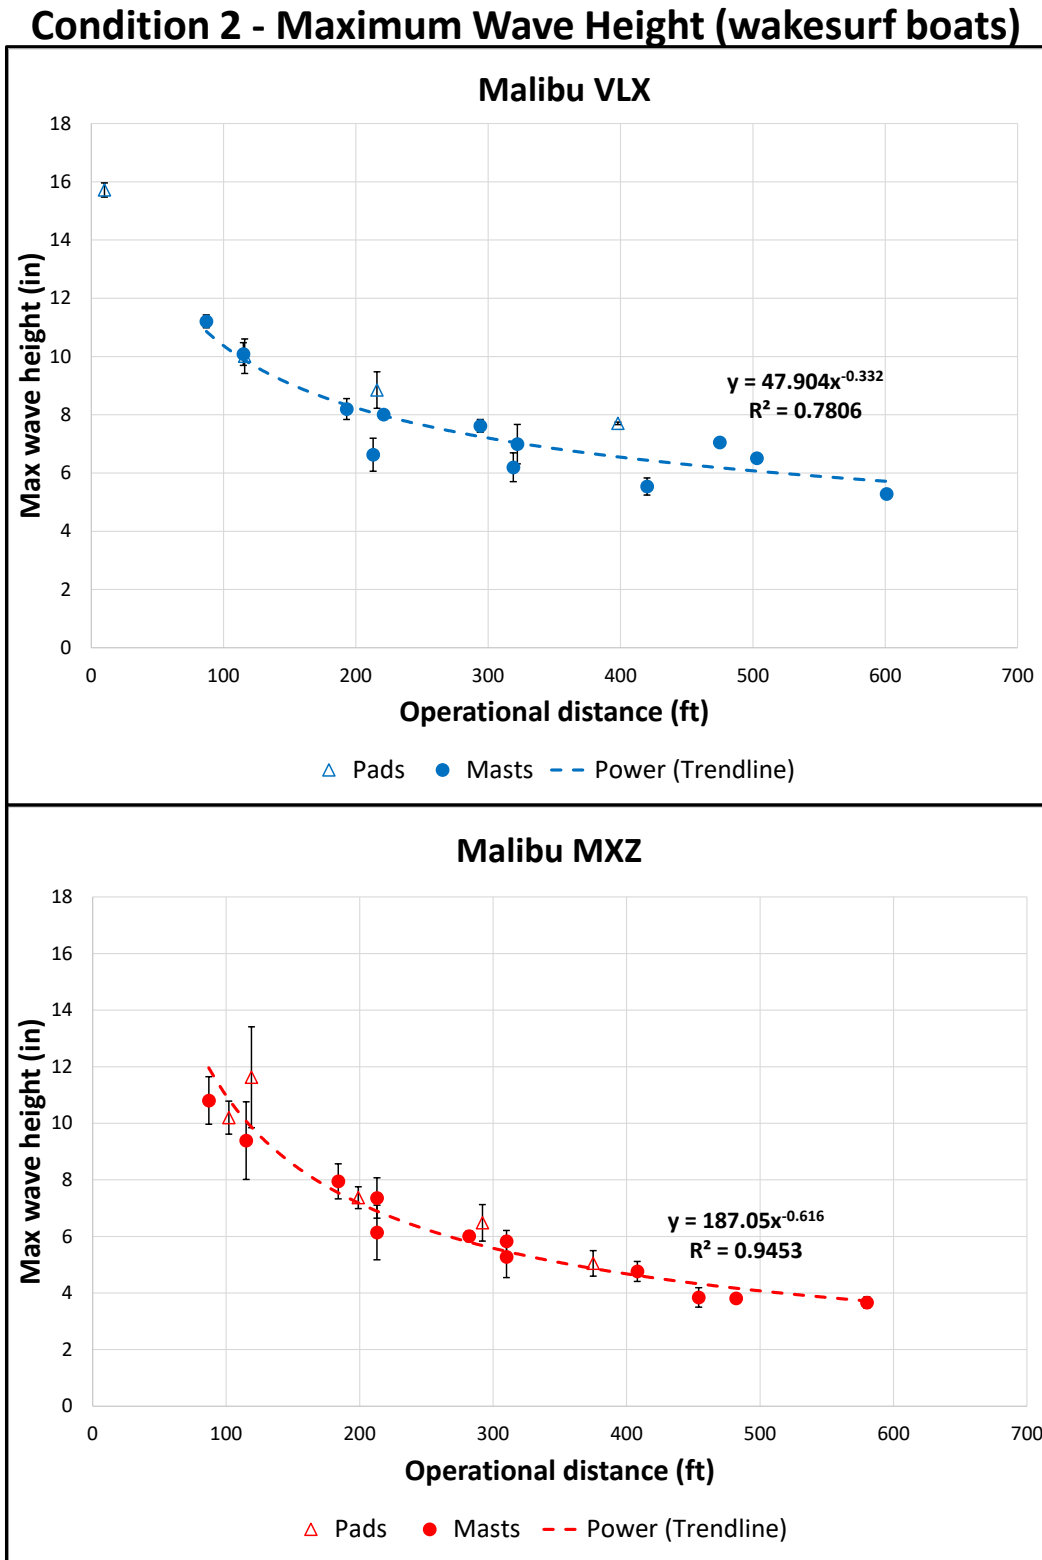 Condition 2 - Maximum Wave Height (wakesurf boats)
Malibu VLX
18
16
14
12
10
8
6
4
2
0
Max wave height (in)
y = 47.904x^-0.332
R² = 0.7806
0 100 200 300 400 500 600 700
Operational distance (ft)
Pads Masts Power (Trendline)
Malibu MXZ
18
16
14
12
10
8
6
4
2
0
Max wave height (in)
y = 187.05x^-0.616
R² = 0.9453
0 100 200 300 400 500 600 700
Operational distance (ft)
Pads Masts Power (Trendline)